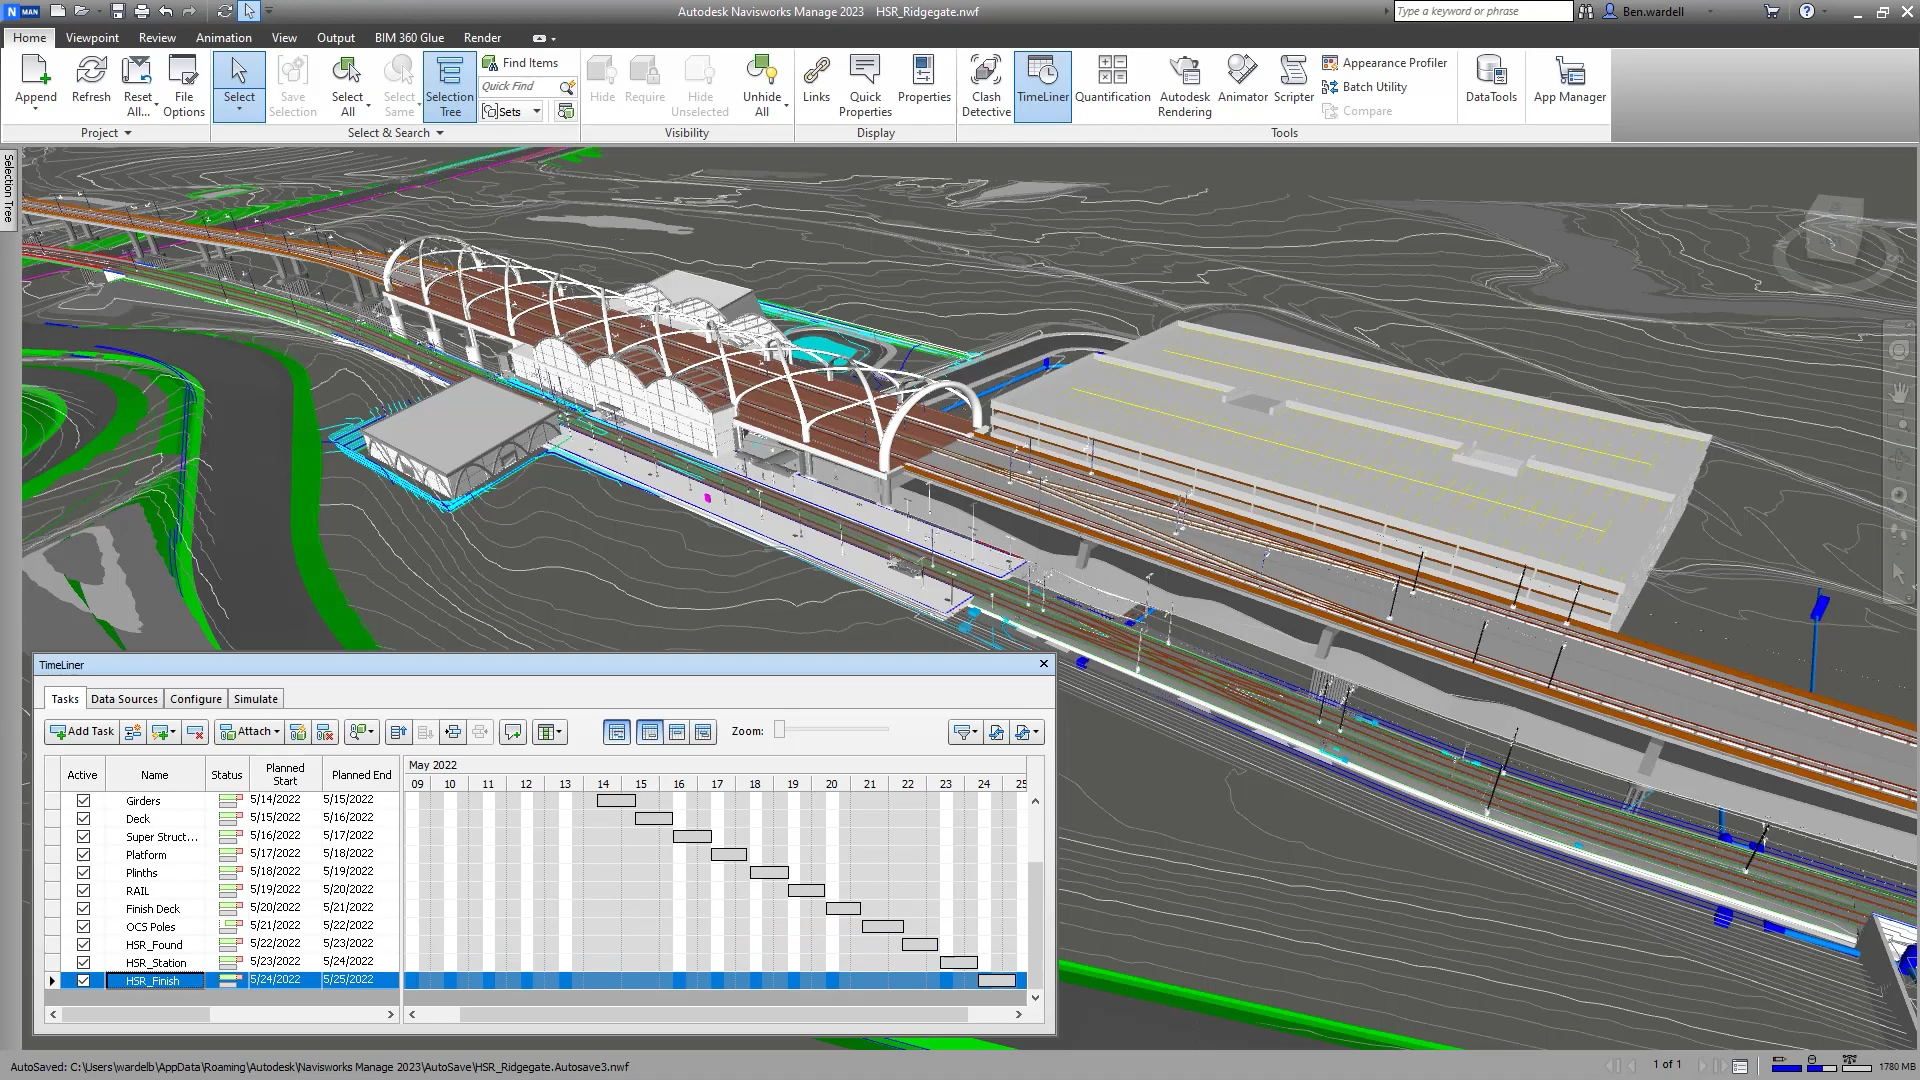 N MAN
Autodesk Navisworks Manage 2023 HSR_Ridgegate.nwf
Type a keyword or phrase
Ben.wardell
Home Viewpoint Review Animation View Output BIM 360 Glue Render
Append
Refresh
Reset All...
File Options
Project
Select
Save Selection
Select All
Select Same
Selection Tree
Find Items
Quick Find
Sets
Select & Search
Hide
Require
Hide Unselected
Unhide All
Visibility
Links
Quick Properties
Properties
Display
Clash Detective
TimeLiner
Quantification
Autodesk Rendering
Animator
Scripter
Appearance Profiler
Batch Utility
Compare
Tools
DataTools
App Manager
Selection Tree
TimeLiner
Tasks Data Sources Configure Simulate
Add Task Attach Zoom:
Active Name Status Planned Start Planned End
May 2022
09 10 11 12 13 14 15 16 17 18 19 20 21 22 23 24 25
Girders 5/14/2022 5/15/2022
Deck 5/15/2022 5/16/2022
Super Struct... 5/16/2022 5/17/2022
Platform 5/17/2022 5/18/2022
Plinths 5/18/2022 5/19/2022
RAIL 5/19/2022 5/20/2022
Finish Deck 5/20/2022 5/21/2022
OCS Poles 5/21/2022 5/22/2022
HSR_Found 5/22/2022 5/23/2022
HSR_Station 5/23/2022 5/24/2022
HSR_Finish 5/24/2022 5/25/2022
AutoSaved: C:\Users\wardelb\AppData\Roaming\Autodesk\Navisworks Manage 2023\AutoSave\HSR_Ridgegate.Autosave3.nwf
1 of 1
1780 MB